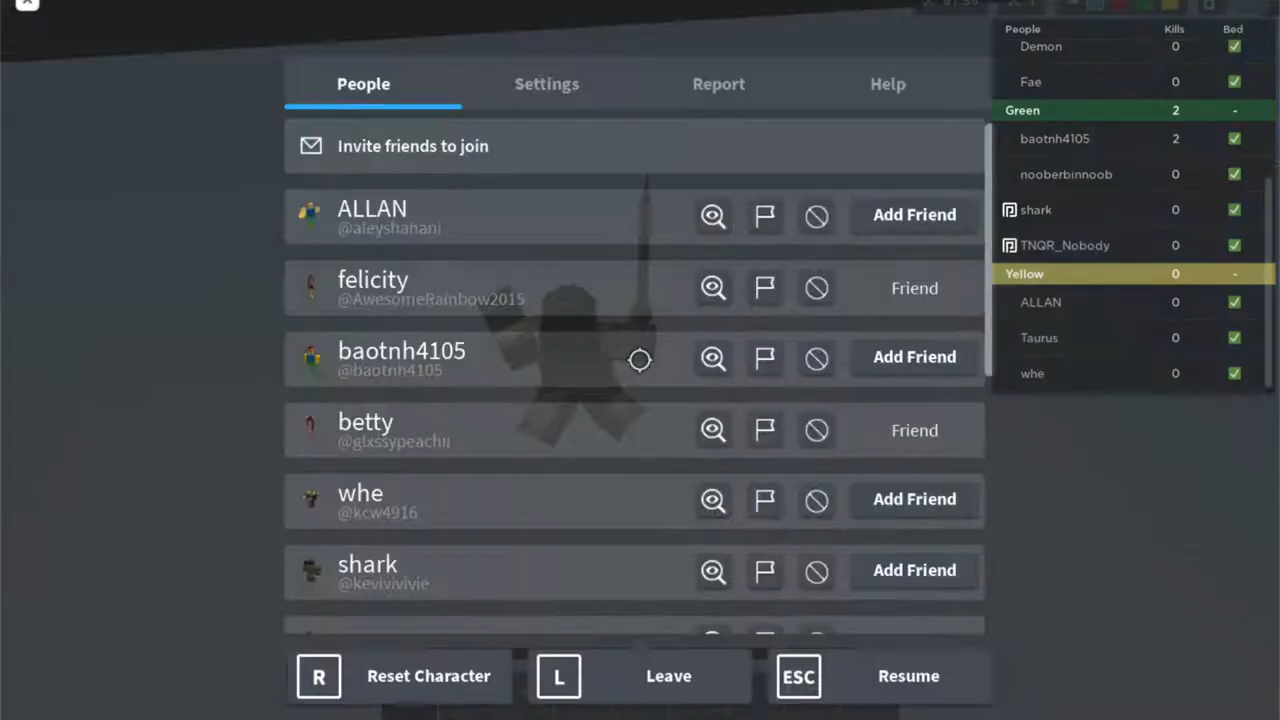 People Settings Report Help
Invite friends to join
ALLAN
@aleyshahani
Add Friend
felicity
@AwesomeRainbow2015
Friend
baotnh4105
@baotnh4105
Add Friend
betty
@glxssypeachii
Friend
whe
@kcw4916
Add Friend
shark
@kevivivivie
Add Friend
R Reset Character
L Leave
ESC Resume
People Kills Bed
Demon 0
Fae 0
Green 2 -
baotnh4105 2
nooberbinnoob 0
shark 0
TNQR_Nobody 0
Yellow 0 -
ALLAN 0
Taurus 0
whe 0